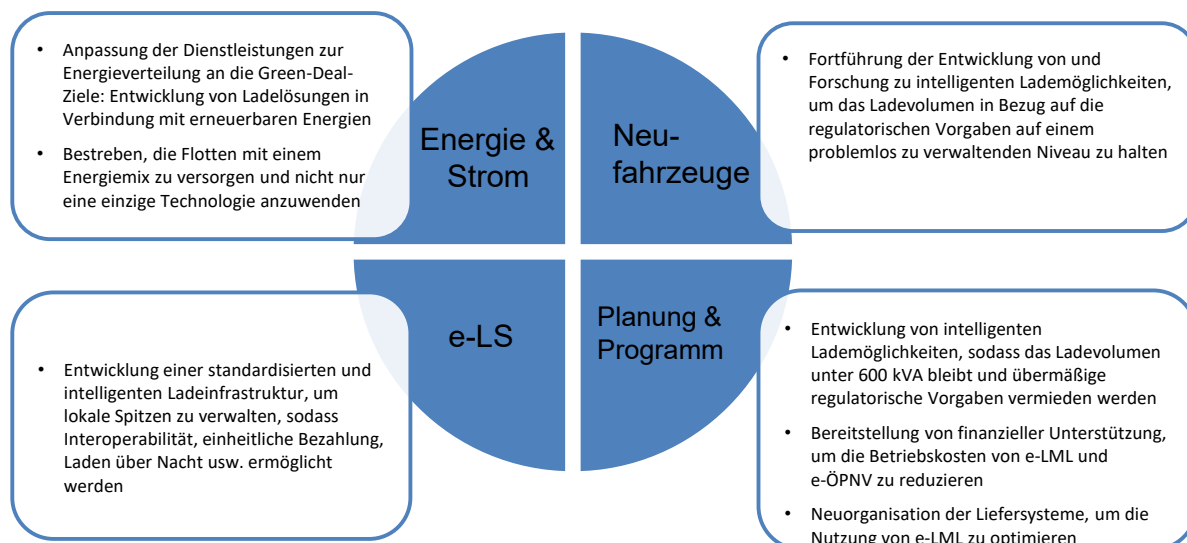 • Anpassung der Dienstleistungen zur
Energieverteilung an die Green-Deal-
Ziele: Entwicklung von Ladelösungen in
Verbindung mit erneuerbaren Energien
• Bestreben, die Flotten mit einem
Energiemix zu versorgen und nicht nur
eine einzige Technologie anzuwenden
Energie &
Strom
Neu-
fahrzeuge
• Fortführung der Entwicklung von und
Forschung zu intelligenten Lademöglichkeiten,
um das Ladevolumen in Bezug auf die
regulatorischen Vorgaben auf einem
problemlos zu verwaltenden Niveau zu halten
• Entwicklung einer standardisierten und
intelligenten Ladeinfrastruktur, um
lokale Spitzen zu verwalten, sodass
Interoperabilität, einheitliche Bezahlung,
Laden über Nacht usw. ermöglicht
werden
e-LS
Planung &
Programm
• Entwicklung von intelligenten
Lademöglichkeiten, sodass das Ladevolumen
unter 600 kVA bleibt und übermäßige
regulatorische Vorgaben vermieden werden
• Bereitstellung von finanzieller Unterstützung,
um die Betriebskosten von e-LML und
e-ÖPNV zu reduzieren
• Neuorganisation der Liefersysteme, um die
Nutzung von e-LML zu optimieren